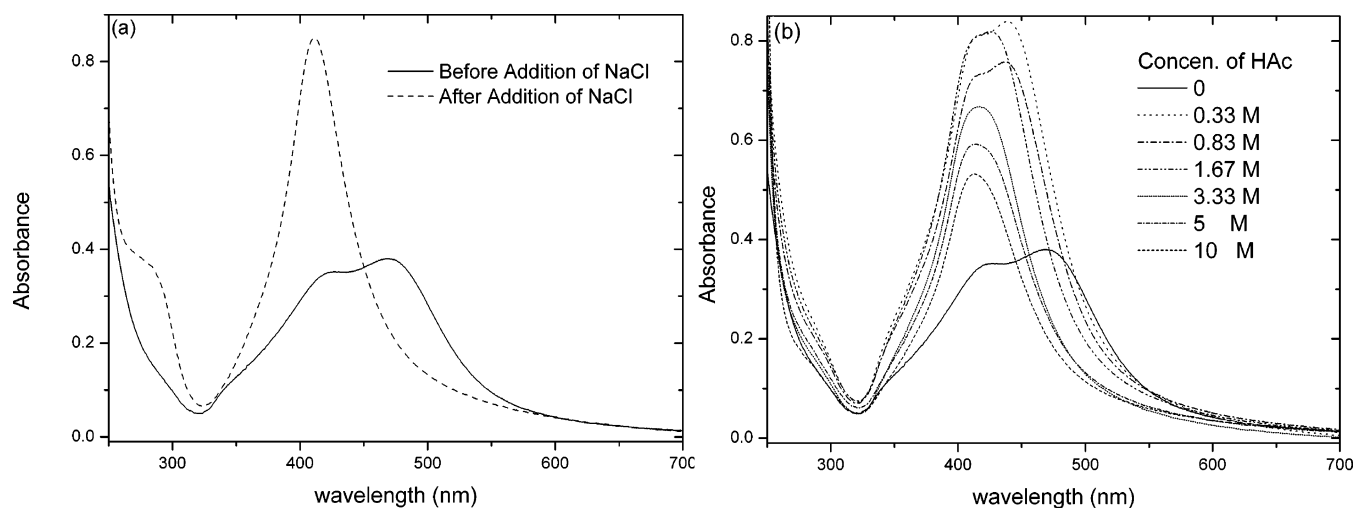 (a)
Before Addition of NaCl
After Addition of NaCl
0.8
0.6
0.4
0.2
0.0
Absorbance
300
400
500
600
700
wavelength (nm)
(b)
Concen. of HAc
0
0.33 M
0.83 M
1.67 M
3.33 M
5 M
10 M
0.8
0.6
0.4
0.2
0.0
Absorbance
300
400
500
600
700
wavelength (nm)